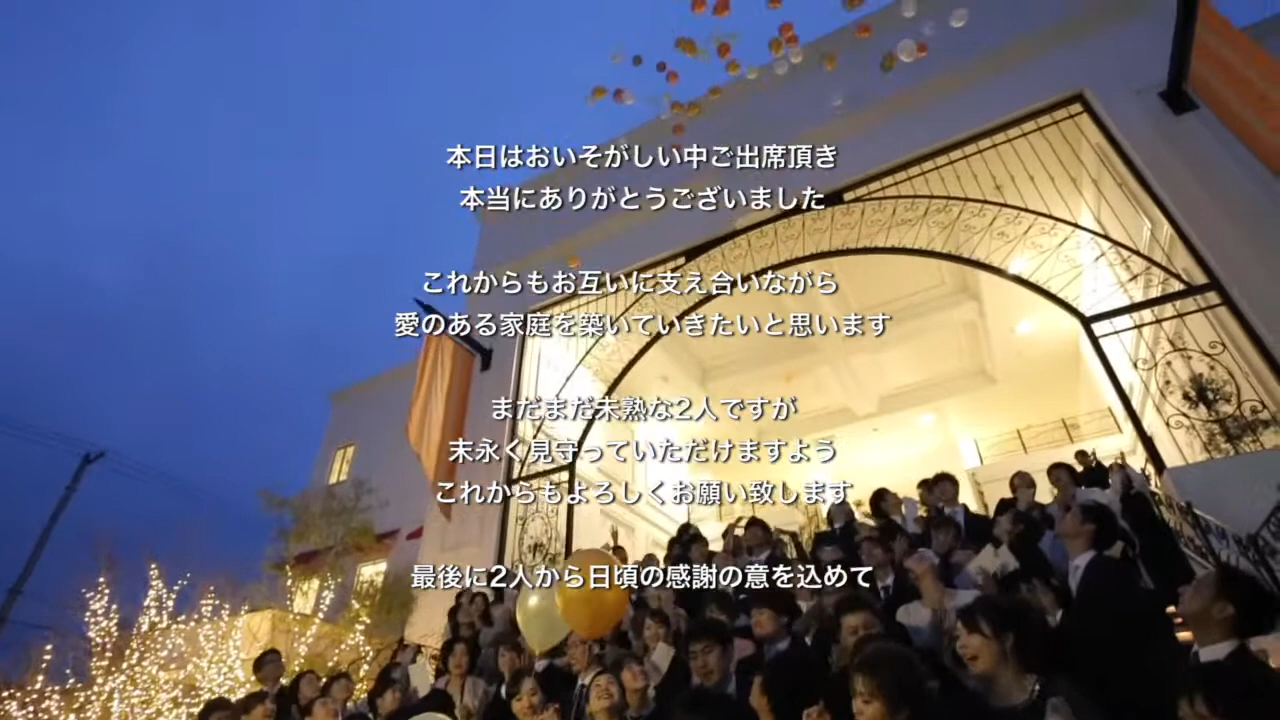 本日はおいそがしい中ご出席頂き
本当にありがとうございました
これからもお互いに支え合いながら
愛のある家庭を築いていきたいと思います
まだまだ未熟な2人ですが
末永く見守っていただけますよう
これからもよろしくお願い致します
最後に2人から日頃の感謝の意を込めて